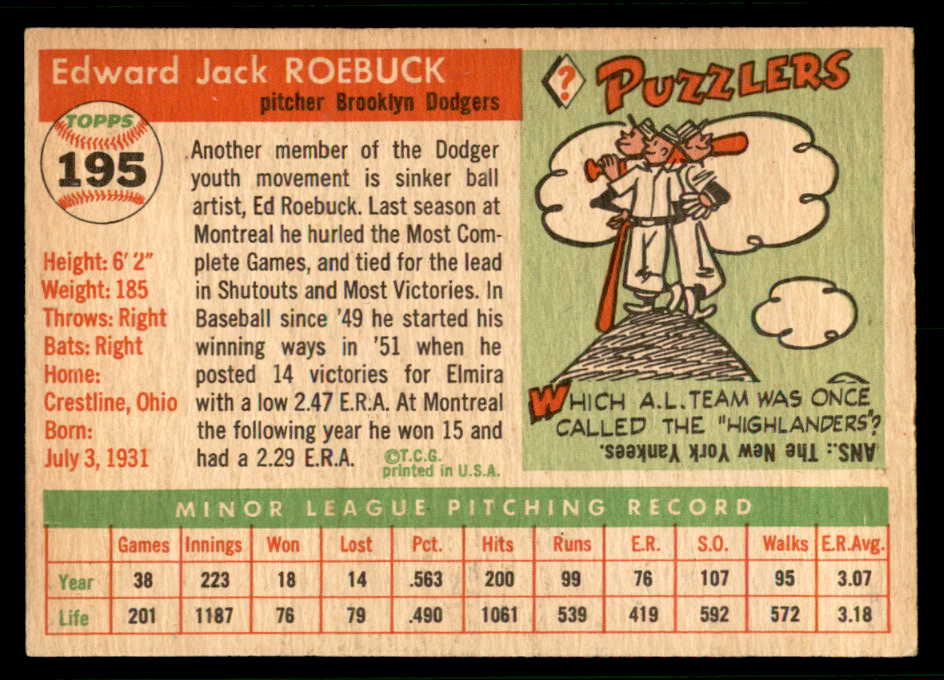 Edward Jack ROEBUCK
pitcher Brooklyn Dodgers
TOPPS
195
Height: 6' 2"
Weight: 185
Throws: Right
Bats: Right
Home:
Crestline, Ohio
Born:
July 3, 1931
Another member of the Dodger
youth movement is sinker ball
artist, Ed Roebuck. Last season at
Montreal he hurled the Most Com-
plete Games, and tied for the lead
in Shutouts and Most Victories. In
Baseball since '49 he started his
winning ways in '51 when he
posted 14 victories for Elmira
with a low 2.47 E.R.A. At Montreal
the following year he won 15 and
had a 2.29 E.R.A.
©T.C.G.
printed in U.S.A.
? PUZZLERS
WHICH A.L. TEAM WAS ONCE
CALLED THE "HIGHLANDERS"?
ANS.: The New York Yankees.
MINOR LEAGUE PITCHING RECORD
Games Innings Won Lost Pct. Hits Runs E.R. S.O. Walks E.R.Avg.
Year 38 223 18 14 .563 200 99 76 107 95 3.07
Life 201 1187 76 79 .490 1061 539 419 592 572 3.18